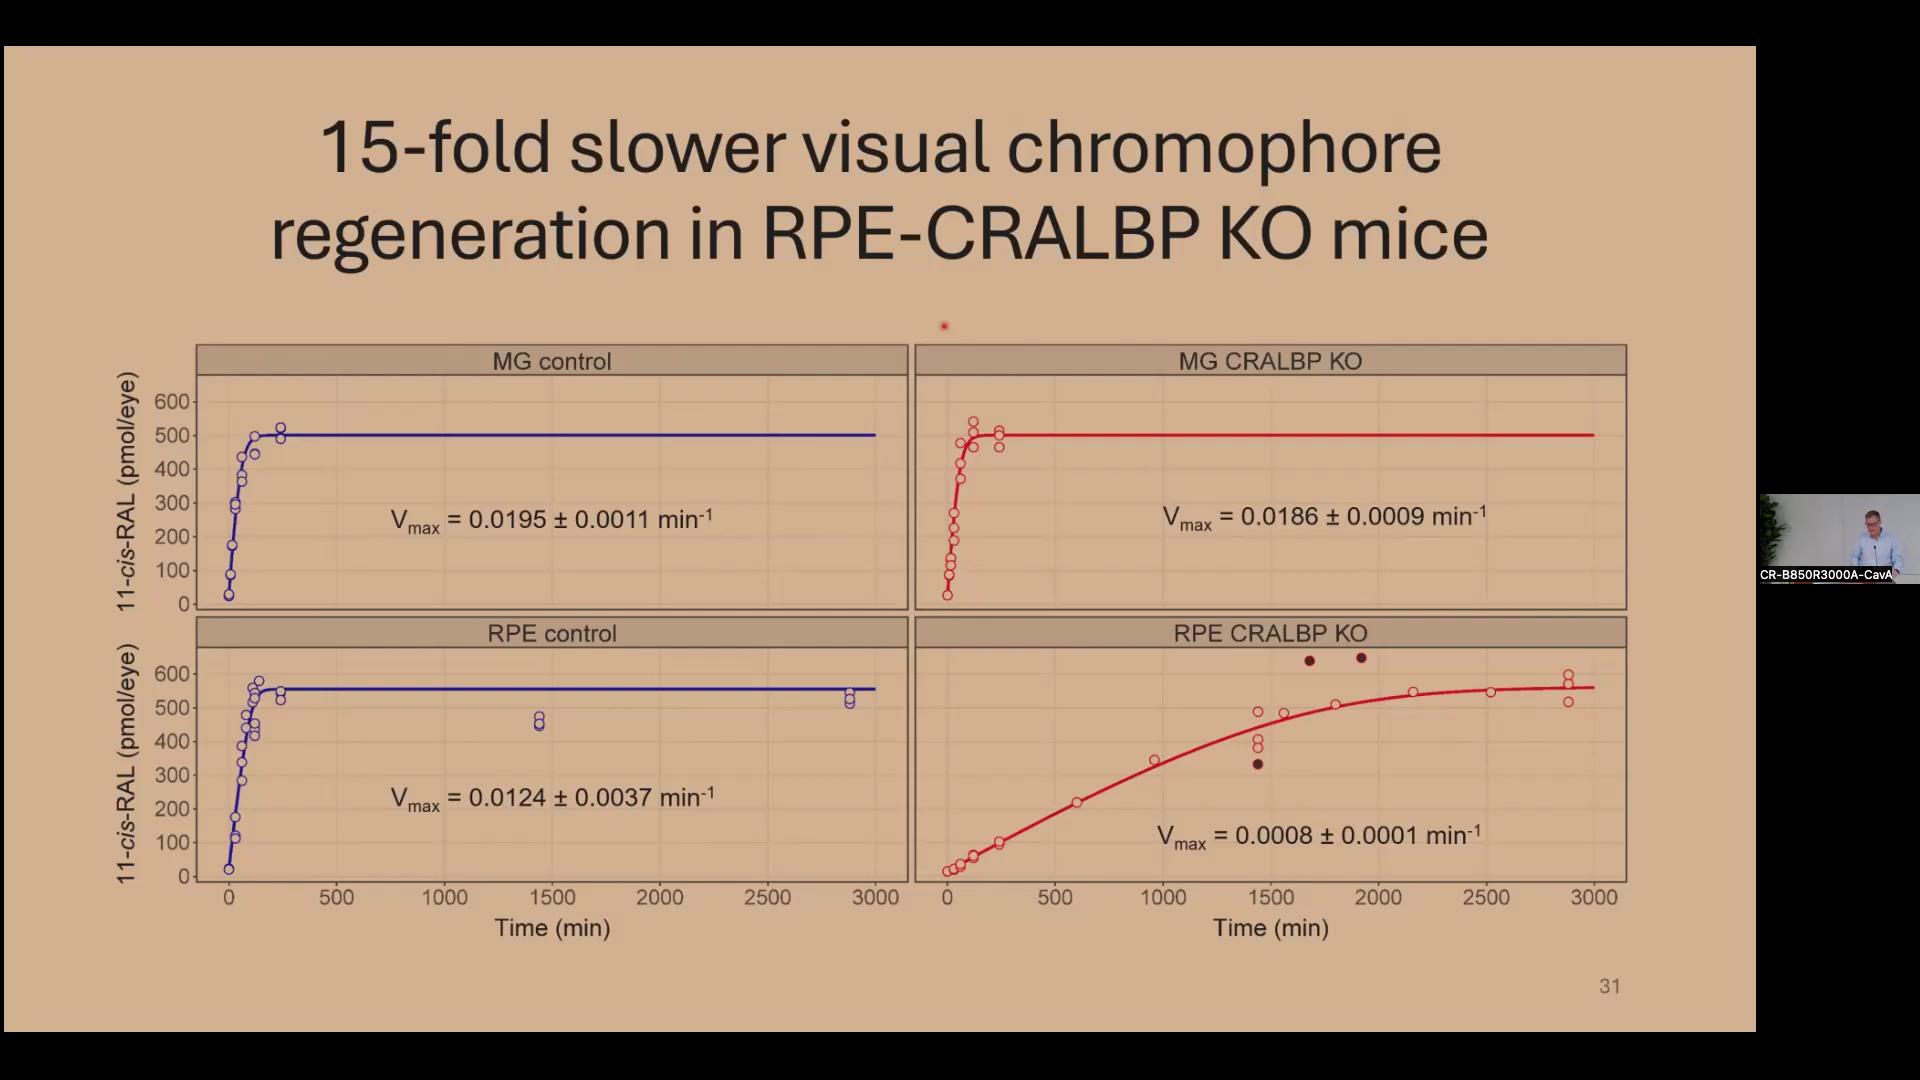 15-fold slower visual chromophore
regeneration in RPE-CRALBP KO mice
MG control
MG CRALBP KO
11-cis-RAL (pmol/eye)
600
500
400
300
200
100
0
Vmax = 0.0195 ± 0.0011 min-1
Vmax = 0.0186 ± 0.0009 min-1
RPE control
RPE CRALBP KO
11-cis-RAL (pmol/eye)
600
500
400
300
200
100
0
Vmax = 0.0124 ± 0.0037 min-1
Vmax = 0.0008 ± 0.0001 min-1
0 500 1000 1500 2000 2500 3000
0 500 1000 1500 2000 2500 3000
Time (min)
Time (min)
31
CR-B850R3000A-CavA